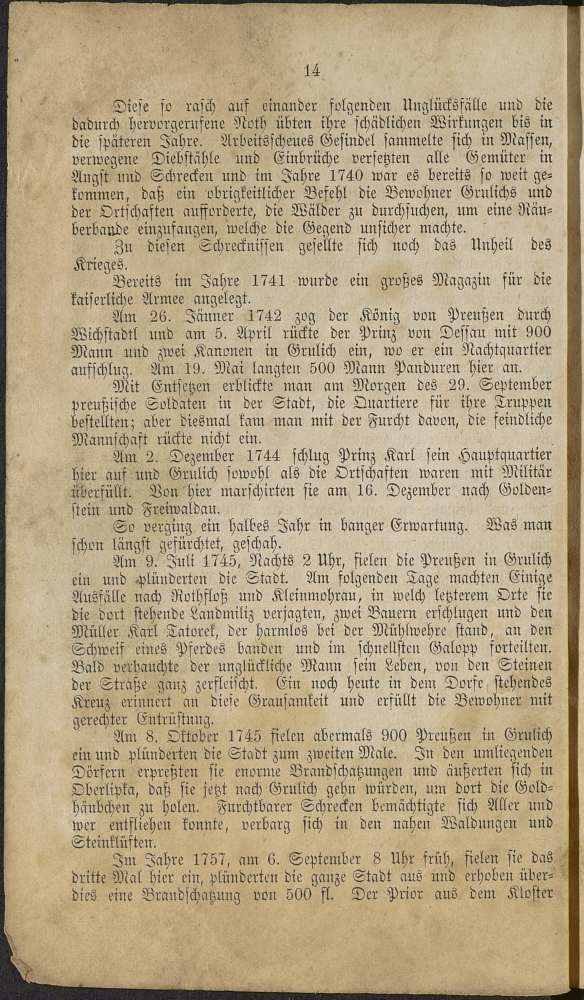 14
Diese so rasch auf einander folgenden Unglücksfälle und die
dadurch hervorgerufene Noth übten ihre schädlichen Wirkungen bis in
die späteren Jahre. Arbeitsscheues Gesindel sammelte sich in Massen,
verwegene Diebstähle und Einbrüche versetzten alle Gemüter in
Angst und Schrecken und im Jahre 1740 war es bereits so weit ge-
kommen, daß ein obrigkeitlicher Befehl die Bewohner Grulichs und
der Ortschaften aufforderte, die Wälder zu durchsuchen, um eine Räu-
berbande einzufangen, welche die Gegend unsicher machte.
Zu diesen Schrecknissen gesellte sich noch das Unheil des
Krieges.
Bereits im Jahre 1741 wurde ein großes Magazin für die
kaiserliche Armee angelegt.
Am 26. Jänner 1742 zog der König von Preußen durch
Wichstadtl und am 5. April rückte der Prinz von Dessau mit 900
Mann und zwei Kanonen in Grulich ein, wo er ein Nachtquartier
aufschlug. Am 19. Mai langten 500 Mann Panduren hier an.
Mit Entsetzen erblickte man am Morgen des 29. September
preußische Soldaten in der Stadt, die Quartiere für ihre Truppen
bestellten; aber diesmal kam man mit der Furcht davon, die feindliche
Mannschaft rückte nicht ein.
Am 2. Dezember 1744 schlug Prinz Karl sein Hauptquartier
hier auf und Grulich sowohl als die Ortschaften waren mit Militär
überfüllt. Von hier marschirten sie am 16. Dezember nach Golden-
stein und Freiwaldau.
So verging ein halbes Jahr in banger Erwartung. Was man
schon längst gefürchtet, geschah.
Am 9. Juli 1745, Nachts 2 Uhr, fielen die Preußen in Grulich
ein und plünderten die Stadt. Am folgenden Tage machten Einige
Ausfälle nach Rothfloß und Kleinmohrau, in welch letzterem Orte sie
die dort stehende Landmiliz verjagten, zwei Bauern erschlugen und den
Müller Karl Tatorek, der harmlos bei der Mühlwehre stand, an den
Schweif eines Pferdes banden und im schnellsten Galopp forteilten.
Bald verhauchte der unglückliche Mann sein Leben, von den Steinen
der Straße ganz zerfleischt. Ein noch heute in dem Dorfe stehendes
Kreuz erinnert an diese Grausamkeit und erfüllt die Bewohner mit
gerechter Entrüstung.
Am 8. Oktober 1745 fielen abermals 900 Preußen in Grulich
ein und plünderten die Stadt zum zweiten Male. In den umliegenden
Dörfern erpreßten sie enorme Brandschatzungen und äußerten sich in
Oberlipka, daß sie jetzt nach Grulich gehn würden, um dort die Gold-
häubchen zu holen. Furchtbarer Schrecken bemächtigte sich Aller und
wer entfliehen konnte, verbarg sich in den nahen Waldungen und
Steinklüften.
Im Jahre 1757, am 6. September 8 Uhr früh, fielen sie das
dritte Mal hier ein, plünderten die ganze Stadt aus und erhoben über-
dies eine Brandschatzung von 500 fl. Der Prior aus dem Kloster